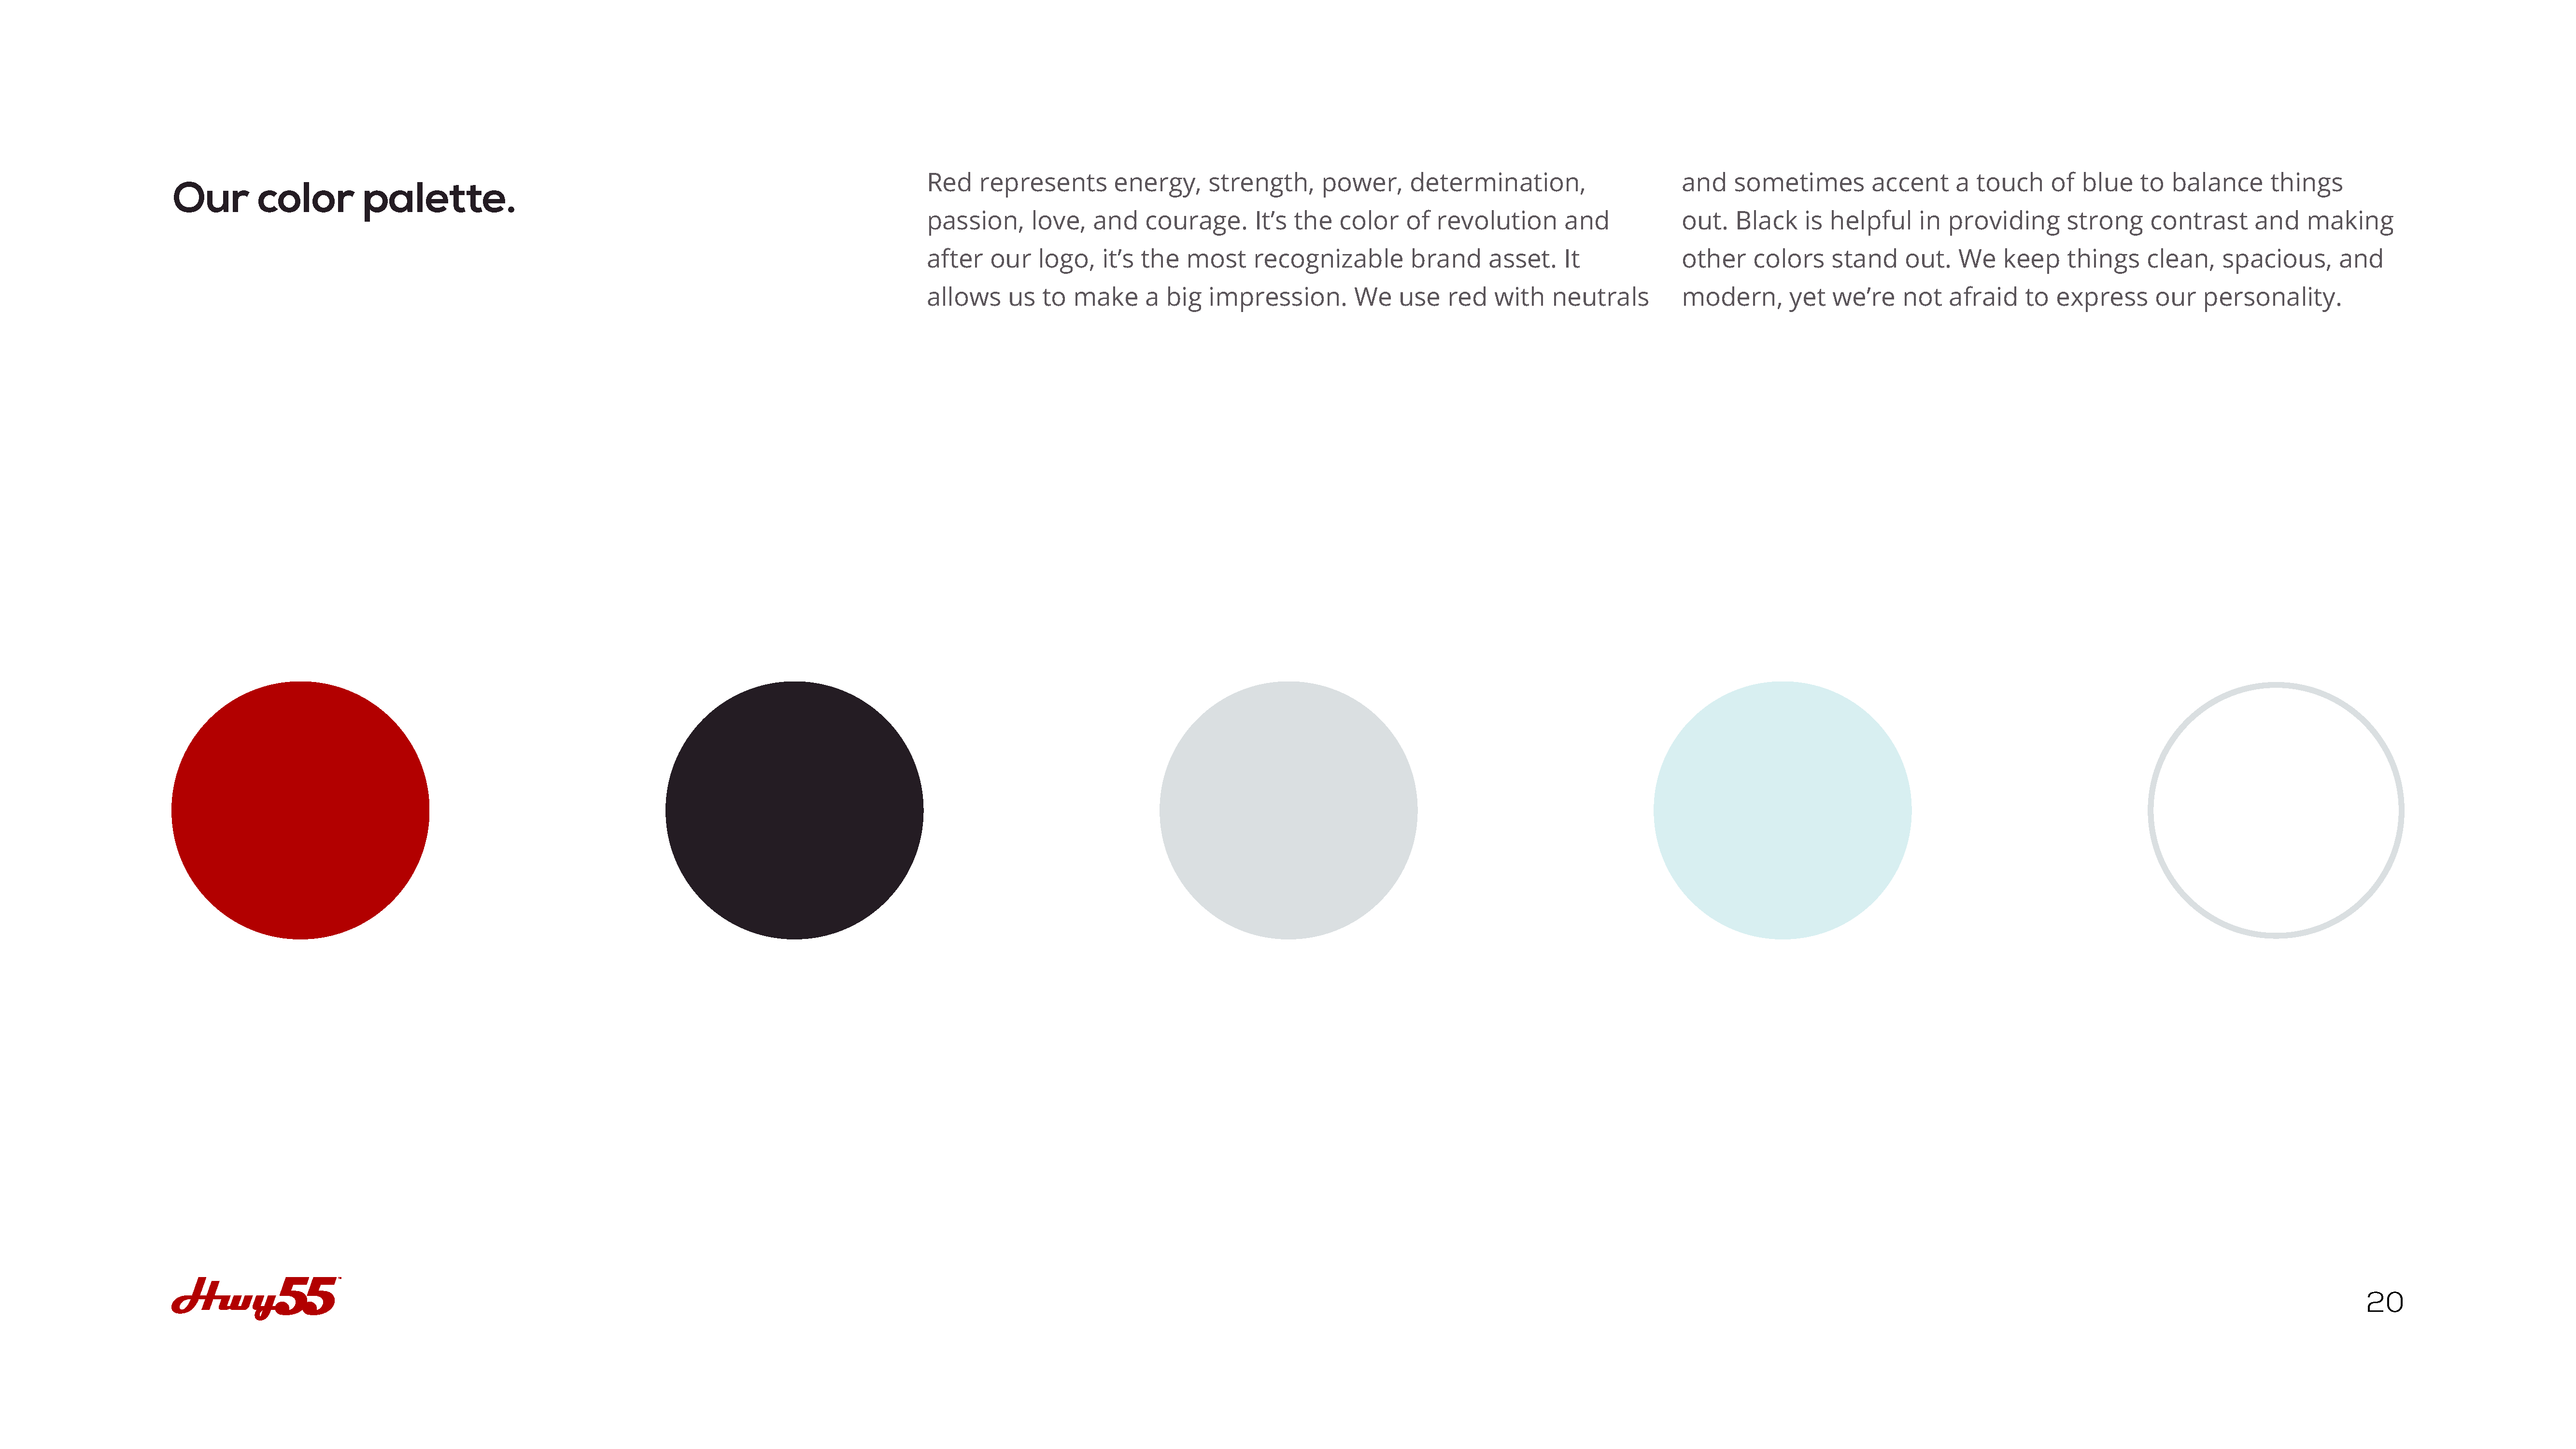 Our color palette.
Red represents energy, strength, power, determination,
passion, love, and courage. It’s the color of revolution and
after our logo, it’s the most recognizable brand asset. It
allows us to make a big impression. We use red with neutrals
and sometimes accent a touch of blue to balance things
out. Black is helpful in providing strong contrast and making
other colors stand out. We keep things clean, spacious, and
modern, yet we’re not afraid to express our personality.
Hwy55™
20